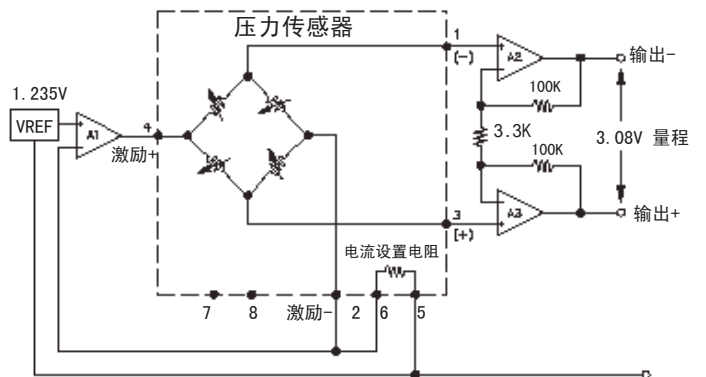 压力传感器
1
(-)
A2
输出-
100K
1.235V
VREF
A1
4
激励+
3.3K
3.08V 量程
100K
3
(+)
A3
输出+
电流设置电阻
7
8
激励-
2
6
5